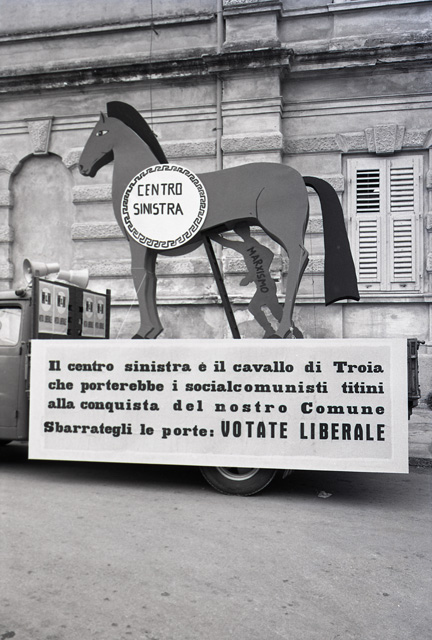 CENTRO
SINISTRA
MARXISMO
Il centro sinistra è il cavallo di Troia
che porterebbe i socialcomunisti titini
alla conquista del nostro Comune
Sbarrategli le porte: VOTATE LIBERALE